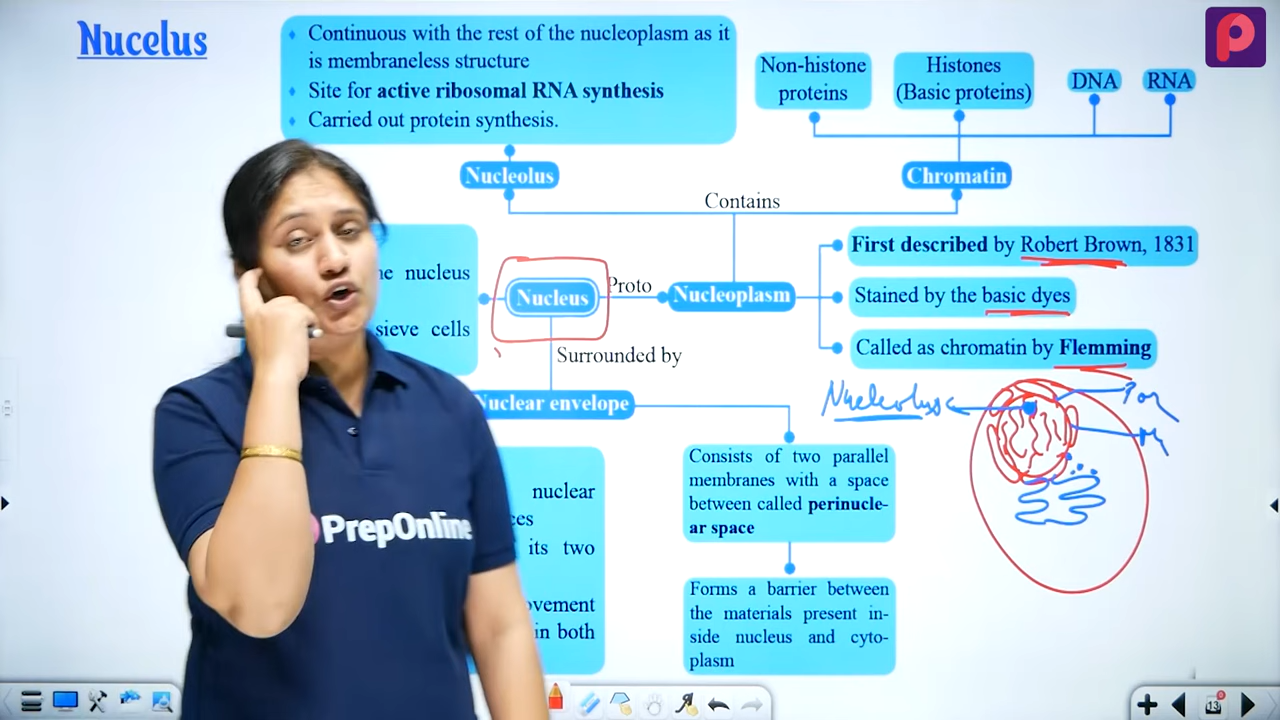 Nucelus
Continuous with the rest of the nucleoplasm as it
is membraneless structure
Site for active ribosomal RNA synthesis
Carried out protein synthesis.
Non-histone
proteins
Histones
(Basic proteins)
DNA
RNA
Nucleolus
Chromatin
Contains
nucleus
sieve cells
Nucleus
Proto
Nucleoplasm
First described by Robert Brown, 1831
Stained by the basic dyes
Called as chromatin by Flemming
Surrounded by
Nuclear envelope
Nucleolus
Consists of two parallel
membranes with a space
between called perinucle-
ar space
nuclear
its two
in both
Forms a barrier between
the materials present in-
side nucleus and cyto-
plasm
PrepOnline
13